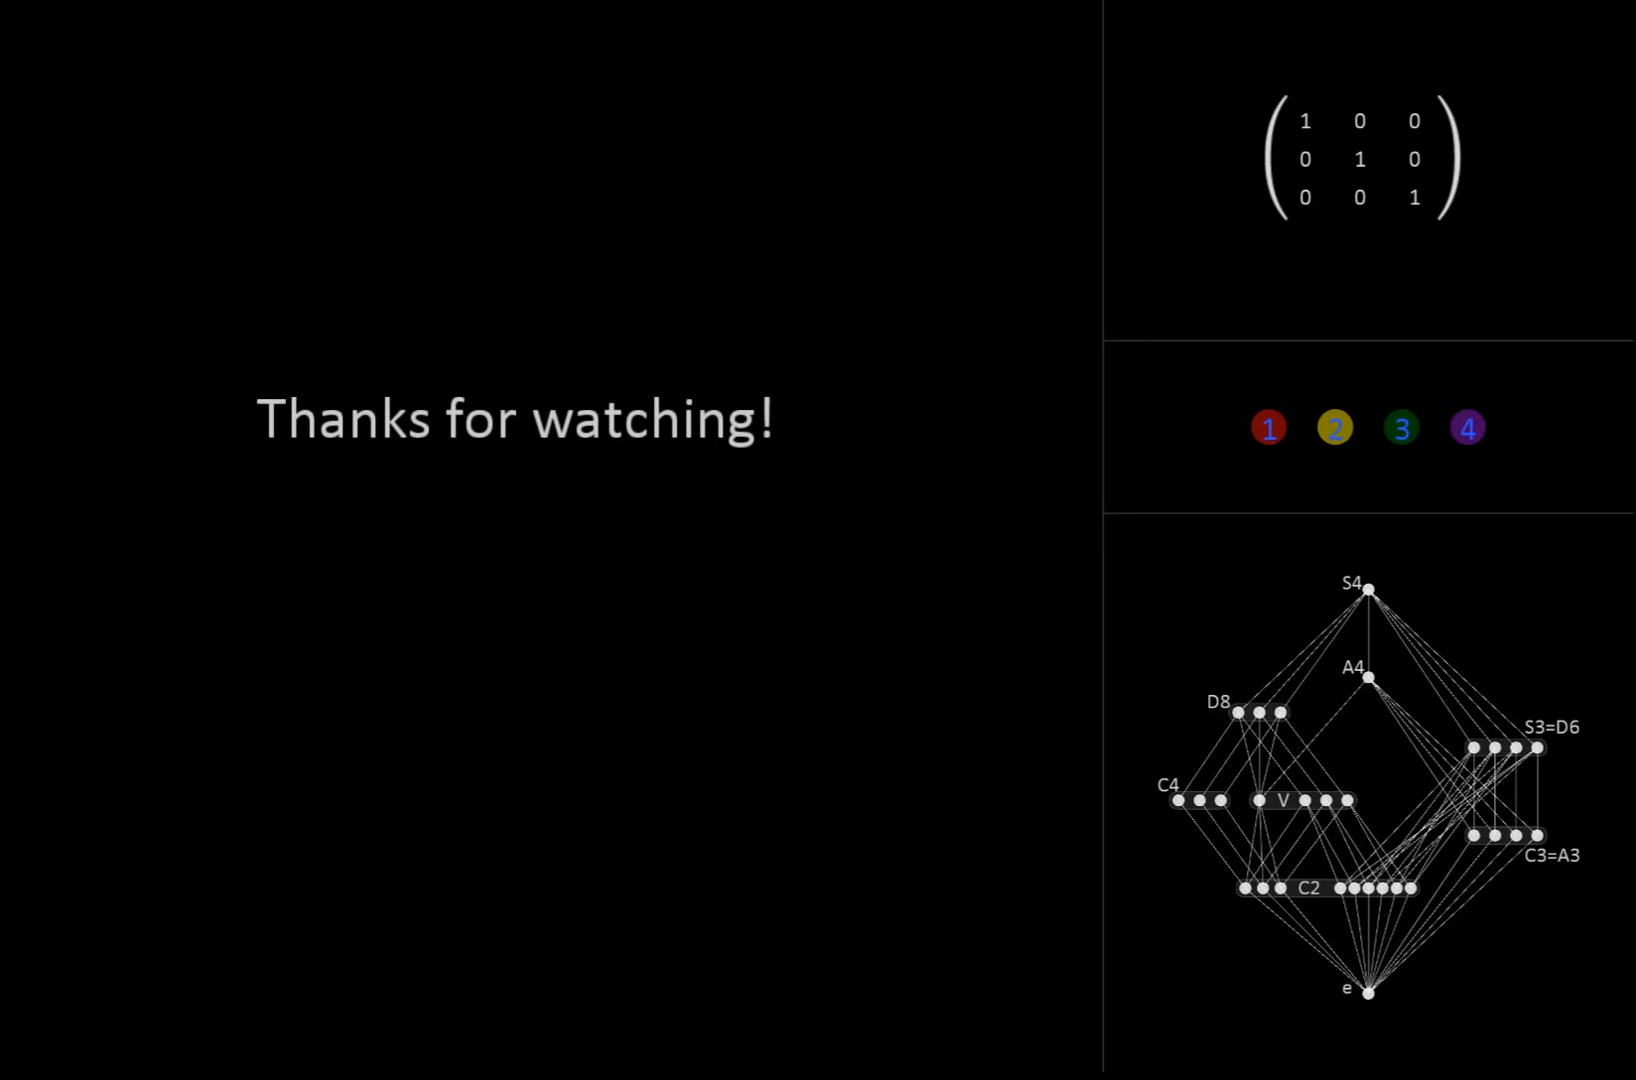 Thanks for watching!
1 0 0
0 1 0
0 0 1
1 2 3 4
S4
A4
D8
S3=D6
C4
V
C3=A3
C2
e